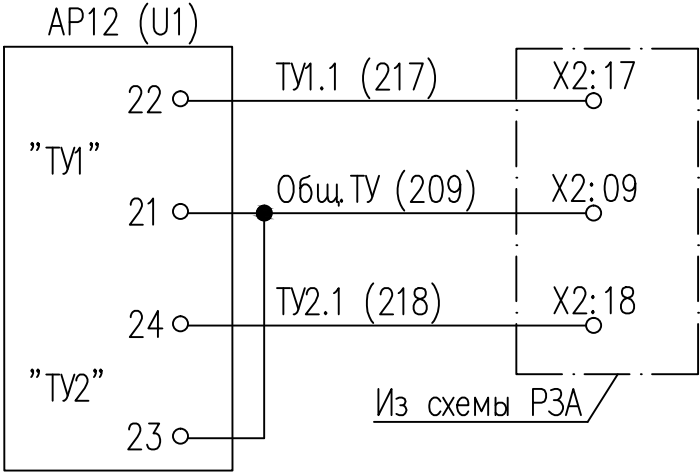 АР12 (U1)
22
ТУ1.1 (217)
Х2:17
"ТУ1"
21
Общ.ТУ (209)
Х2:09
24
ТУ2.1 (218)
Х2:18
"ТУ2"
23
Из схемы РЗА